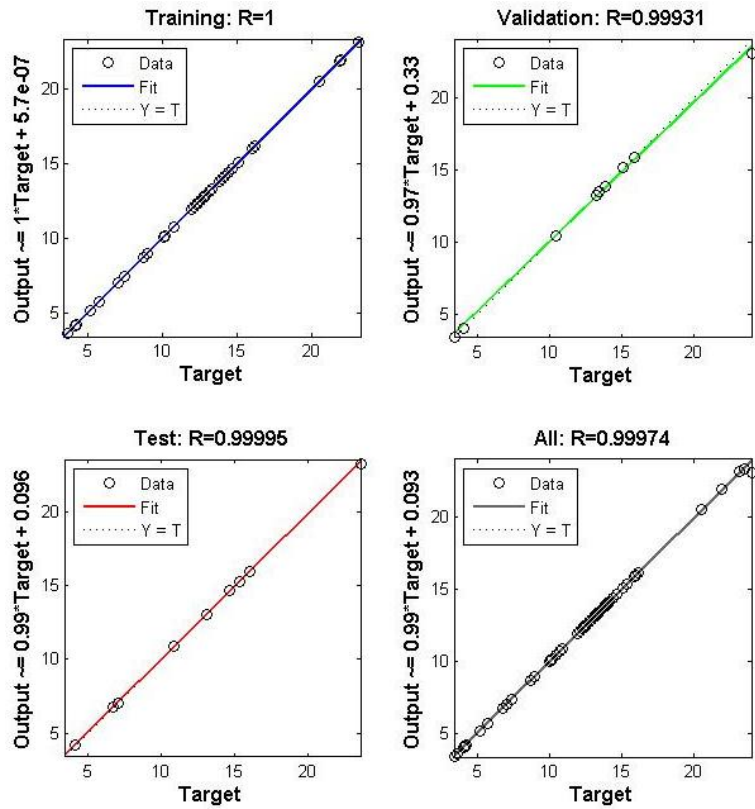 Training: R=1
Output ~= 1*Target + 5.7e-07
Data
Fit
Y = T
20
15
10
5
5 10 15 20
Target
Validation: R=0.99931
Output ~= 0.97*Target + 0.33
Data
Fit
Y = T
20
15
10
5
5 10 15 20
Target
Test: R=0.99995
Output ~= 0.99*Target + 0.096
Data
Fit
Y = T
20
15
10
5
5 10 15 20
Target
All: R=0.99974
Output ~= 0.99*Target + 0.093
Data
Fit
Y = T
20
15
10
5
5 10 15 20
Target